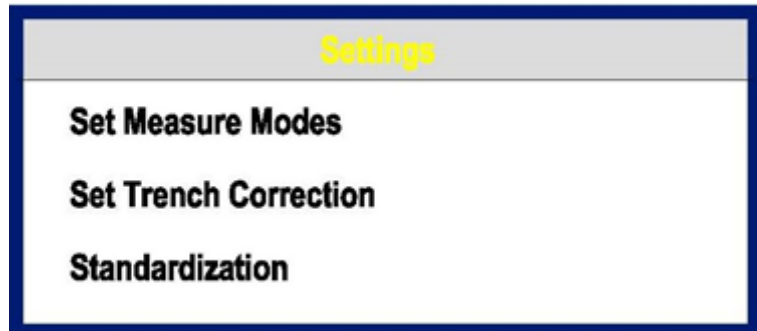 Settings
Set Measure Modes
Set Trench Correction
Standardization